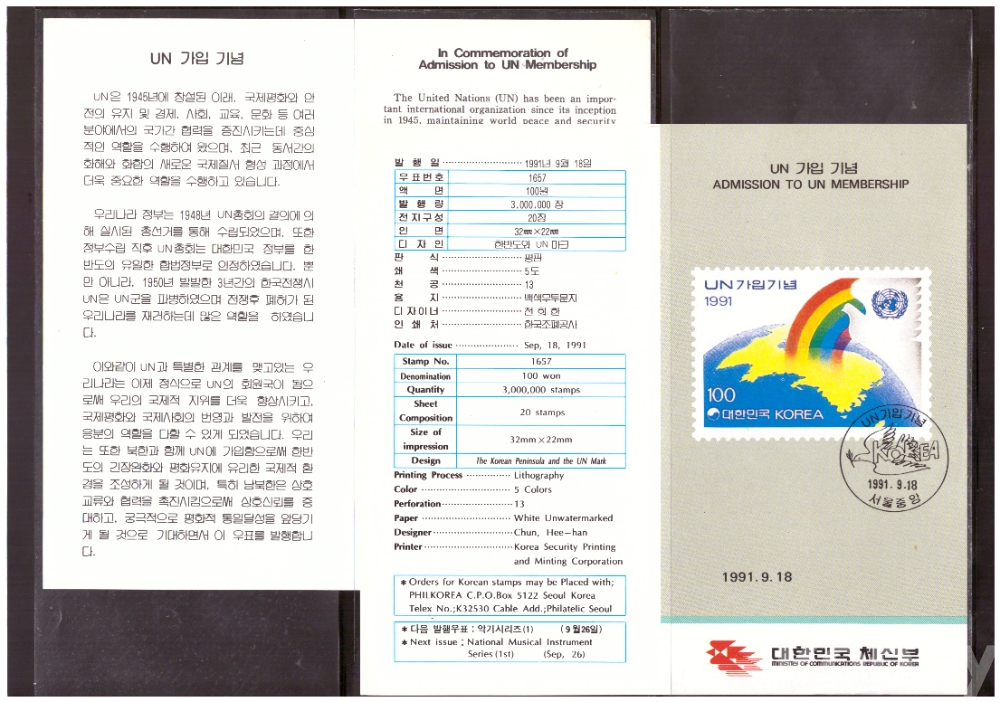 UN 가입 기념
UN은 1945년에 창설된 이래, 국제평화와 안
전의 유지 및 경제, 사회, 교육, 문화 등 여러
분야에서의 국가간 협력을 증진시키는데 중심
적인 역할을 수행하여 왔으며, 최근 동서간의
화해와 화합의 새로운 국제질서 형성 과정에서
더욱 중요한 역할을 수행하고 있습니다.
우리나라 정부는 1948년 UN총회의 결의에 의
해 실시된 총선거를 통해 수립되었으며, 또한
정부수립 직후 UN총회는 대한민국 정부를 한
반도의 유일한 합법정부로 인정하였습니다. 뿐
만 아니라, 1950년 발발한 3년간의 한국전쟁시
UN은 UN군을 파병하였으며 전쟁후 폐허가 된
우리나라를 재건하는데 많은 역할을 하였습니
다.
이와같이 UN과 특별한 관계를 맺고있는 우
리나라는 이제 정식으로 UN의 회원국이 됨으
로써 우리의 국제적 지위를 더욱 향상시키고,
국제평화와 국제사회의 번영과 발전을 위하여
응분의 역할을 다할 수 있게 되었습니다. 우리
는 또한 북한과 함께 UN에 가입함으로써 한반
도의 긴장완화와 평화유지에 유리한 국제적 환
경을 조성하게 될 것이며, 특히 남북한은 상호
교류와 협력을 촉진시킴으로써 상호신뢰를 증
대하고, 궁극적으로 평화적 통일달성을 앞당기
게 될 것으로 기대하면서 이 우표를 발행합니
다.
In Commemoration of
Admission to UN Membership
The United Nations (UN) has been an impor-
tant international organization since its inception
in 1945, maintaining world peace and security
발 행 일 1991년 9월 18일
우표번호 1657
액 면 100원
발 행 량 3,000,000 장
전지구성 20장
인 면 32㎜×22㎜
디 자 인 한반도와 UN 마크
판 식 평판
쇄 색 5도
천 공 13
용 지 백색무투문지
디 자 이 너 전 희 한
인 쇄 처 한국조폐공사
Date of issue Sep, 18, 1991
Stamp No. 1657
Denomination 100 won
Quantity 3,000,000 stamps
Sheet
Composition 20 stamps
Size of
impression 32mm×22mm
Design The Korean Peninsula and the UN Mark
Printing Process Lithography
Color 5 Colors
Perforation 13
Paper White Unwatermarked
Designer Chun, Hee-han
Printer Korea Security Printing
and Minting Corporation
* Orders for Korean stamps may be Placed with;
PHILKOREA C.P.O.Box 5122 Seoul Korea
Telex No.;K32530 Cable Add.;Philatelic Seoul
* 다음 발행우표 : 악기시리즈(1) (9월26일)
* Next issue ; National Musical Instrument
Series (1st) (Sep, 26)
UN 가입 기념
ADMISSION TO UN MEMBERSHIP
UN가입기념
1991
100
대한민국 KOREA
UN가입기념
KOREA
1991.9.18
서울중앙
1991.9.18
대한민국 체신부
MINISTRY OF COMMUNICATIONS REPUBLIC OF KOREA